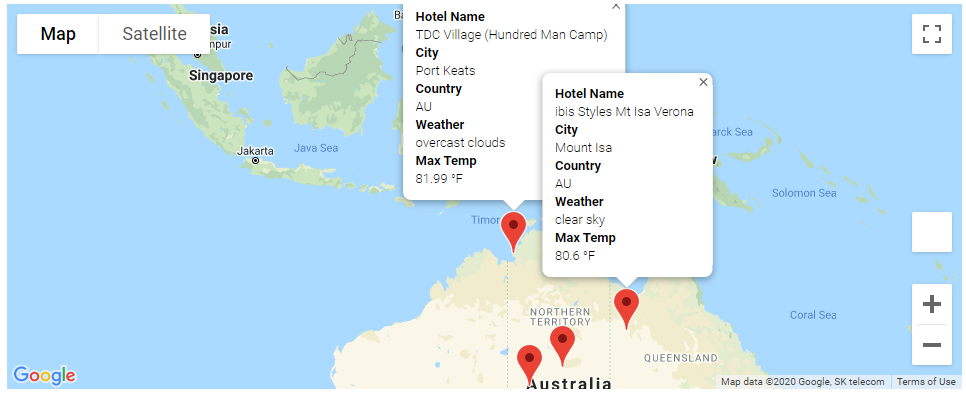 Map
Satellite
Hotel Name
TDC Village (Hundred Man Camp)
City
Port Keats
Country
AU
Weather
overcast clouds
Max Temp
81.99 °F
Hotel Name
ibis Styles Mt Isa Verona
City
Mount Isa
Country
AU
Weather
clear sky
Max Temp
80.6 °F
Singapore
Jakarta
Java Sea
Solomon Sea
Coral Sea
NORTHERN
TERRITORY
QUEENSLAND
Australia
Google
Map data ©2020 Google, SK telecom
Terms of Use